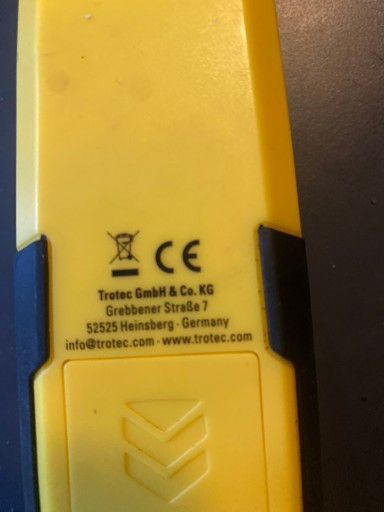 CE
Trotec GmbH & Co. KG
Grebbener Straße 7
52525 Heinsberg · Germany
info@trotec.com · www.trotec.com